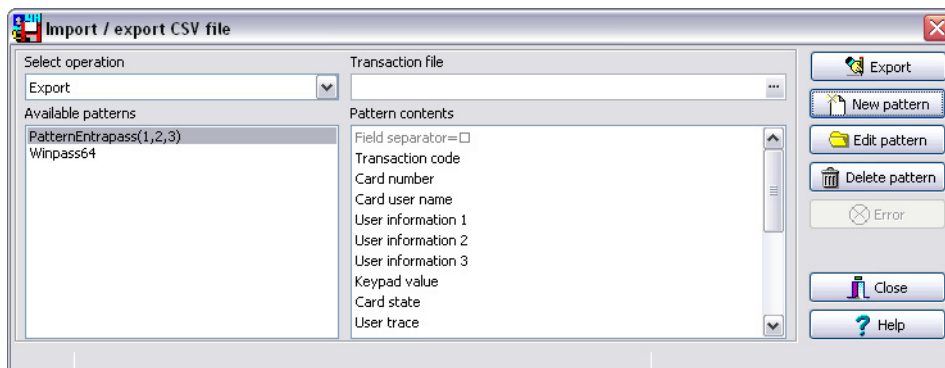 Import / export CSV file
Select operation
Export
Available patterns
PatternEntrapass(1,2,3)
Winpass64
Transaction file
...
Pattern contents
Field separator=□
Transaction code
Card number
Card user name
User information 1
User information 2
User information 3
Keypad value
Card state
User trace
Export
New pattern
Edit pattern
Delete pattern
Error
Close
Help